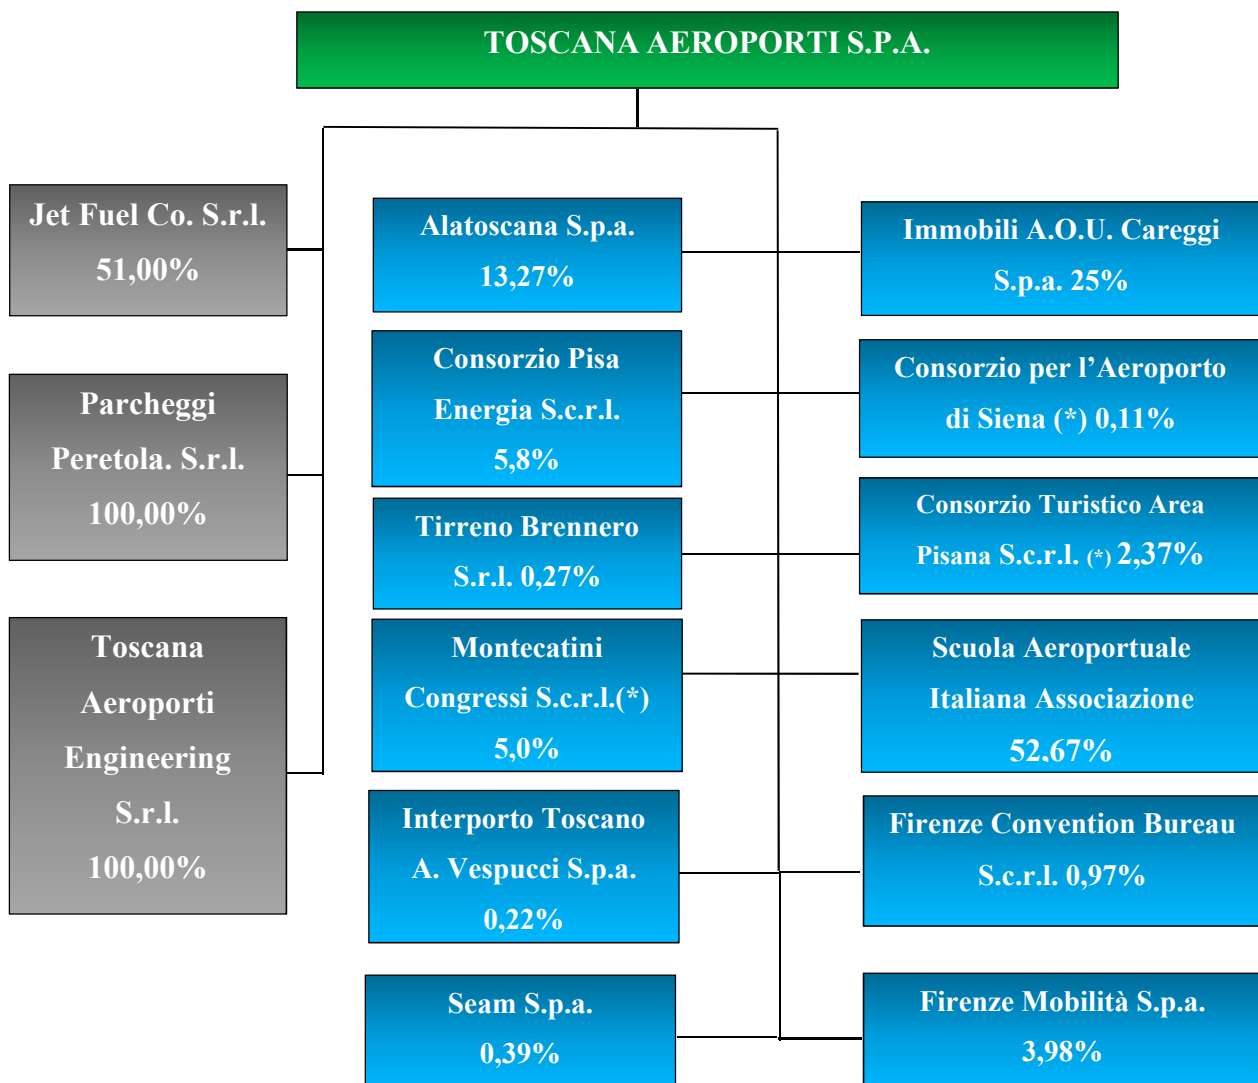 TOSCANA AEROPORTI S.P.A.
Jet Fuel Co. S.r.l.
51,00%
Parcheggi
Peretola. S.r.l.
100,00%
Toscana
Aeroporti
Engineering
S.r.l.
100,00%
Alatoscana S.p.a.
13,27%
Consorzio Pisa
Energia S.c.r.l.
5,8%
Tirreno Brennero
S.r.l. 0,27%
Montecatini
Congressi S.c.r.l.(*)
5,0%
Interporto Toscano
A. Vespucci S.p.a.
0,22%
Seam S.p.a.
0,39%
Immobili A.O.U. Careggi
S.p.a. 25%
Consorzio per l’Aeroporto
di Siena (*) 0,11%
Consorzio Turistico Area
Pisana S.c.r.l. (*) 2,37%
Scuola Aeroportuale
Italiana Associazione
52,67%
Firenze Convention Bureau
S.c.r.l. 0,97%
Firenze Mobilità S.p.a.
3,98%